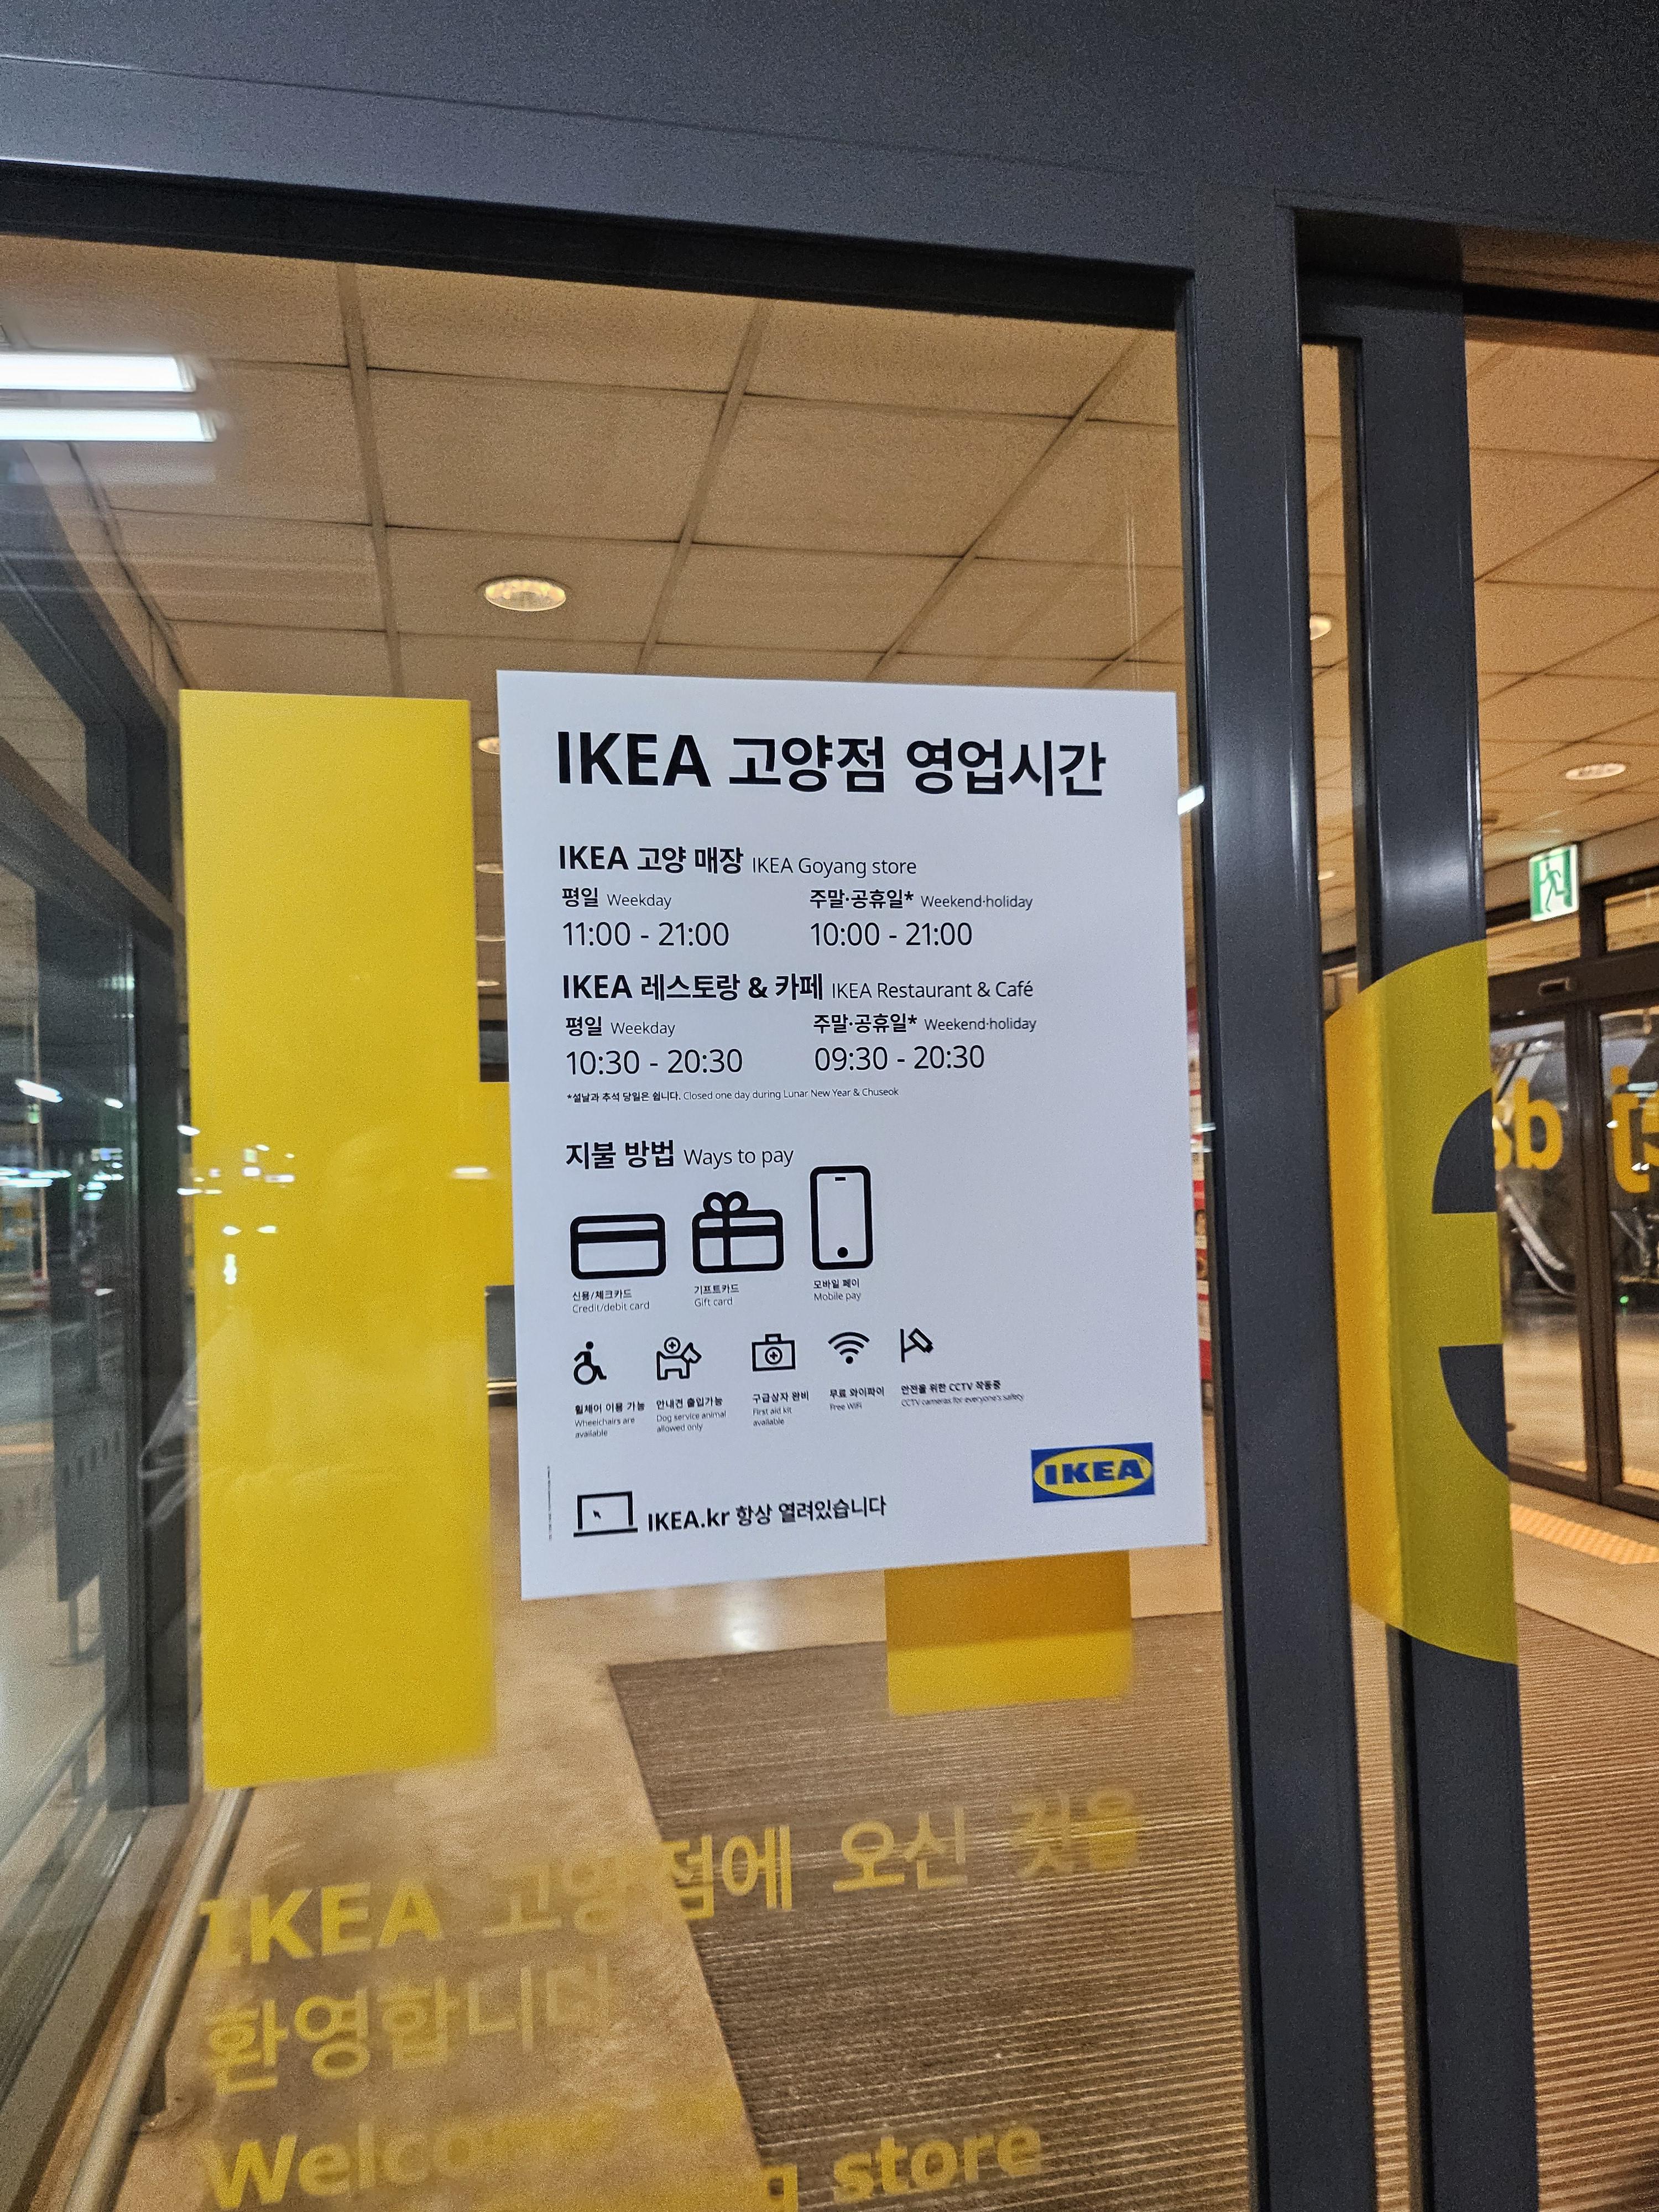 IKEA 고양점 영업시간
IKEA 고양 매장 IKEA Goyang store
평일 Weekday 주말·공휴일* Weekend·holiday
11:00 - 21:00 10:00 - 21:00
IKEA 레스토랑 & 카페 IKEA Restaurant & Café
평일 Weekday 주말·공휴일* Weekend·holiday
10:30 - 20:30 09:30 - 20:30
*설날과 추석 당일은 쉽니다. Closed one day during Lunar New Year & Chuseok
지불 방법 Ways to pay
신용/체크카드 기프트카드 모바일 페이
Credit/debit card Gift card Mobile pay
휠체어 이용 가능 안내견 출입가능 구급상자 완비 무료 와이파이 안전을 위한 CCTV 작동중
Wheelchairs are Dog service animal First aid kit Free WiFi CCTV cameras for everyone's safety
available allowed only available
IKEA.kr 항상 열려있습니다
IKEA
IKEA 고양점에 오신 것을
환영합니다
Welcome store